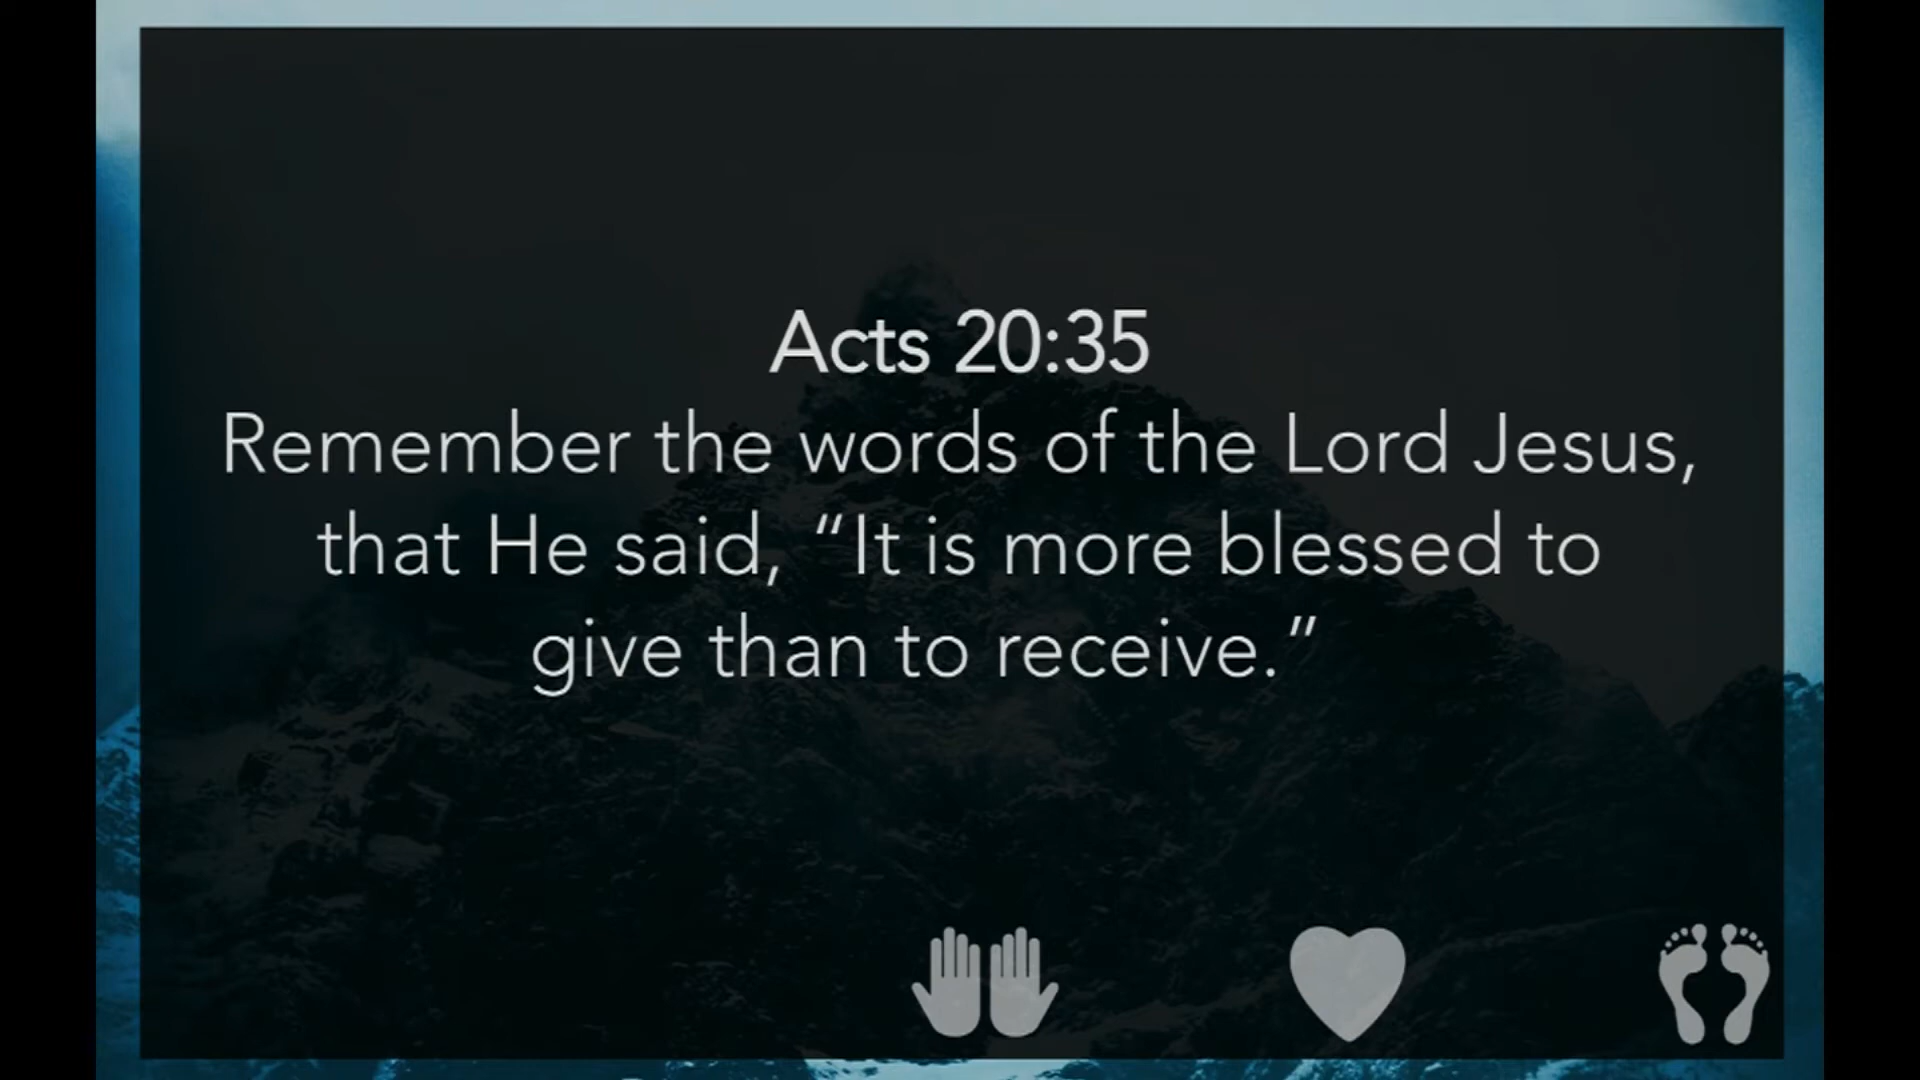 Acts 20:35
Remember the words of the Lord Jesus,
that He said, “It is more blessed to
give than to receive.”